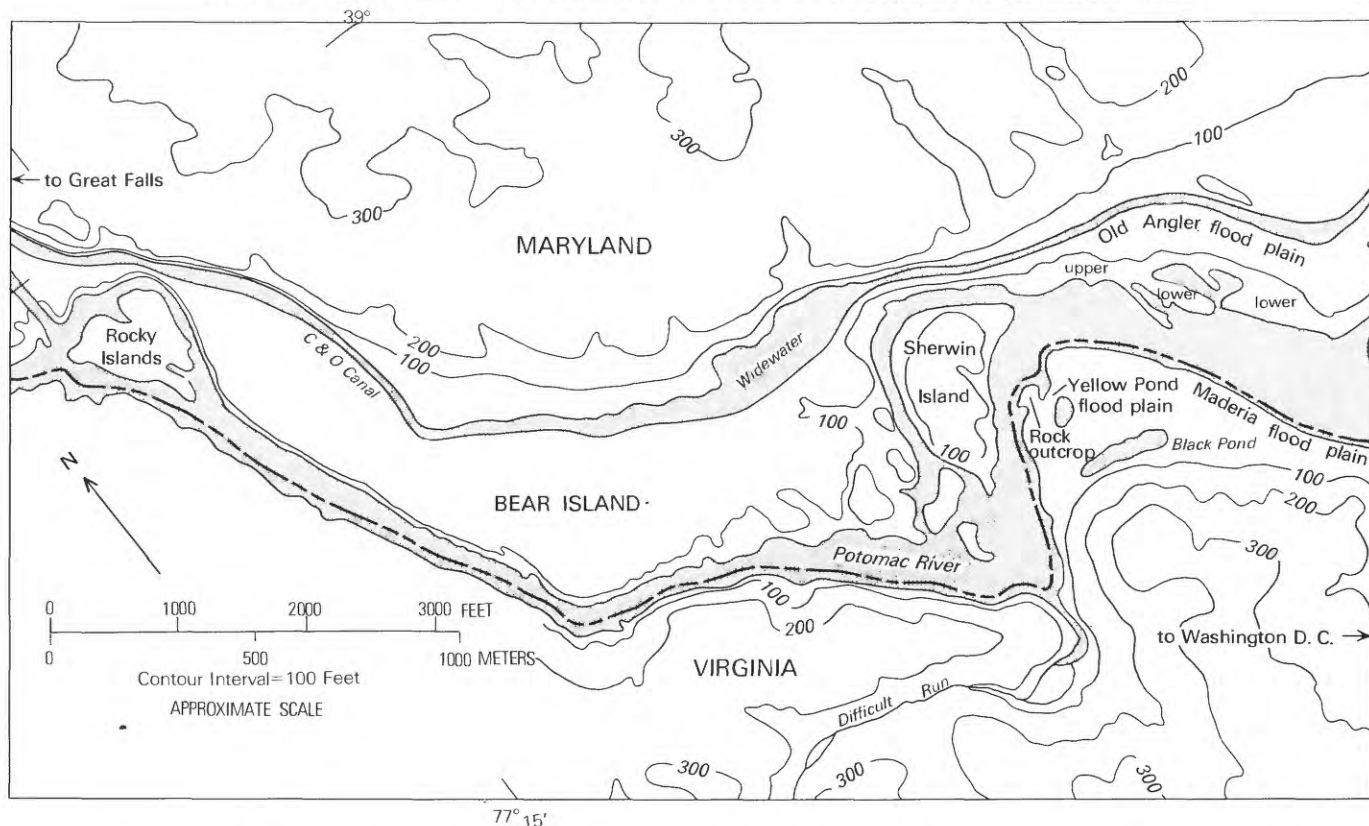 39°
200
300
100
← to Great Falls
300
MARYLAND
Old Angler flood plain
upper
lower
lower
Rocky
Islands
C & O Canal
200
100
Widewater
Sherwin
Island
Yellow Pond
flood plain
Maderia flood plain
100
Rock
outcrop
Black Pond
100
100
200
N
BEAR ISLAND
300
Potomac River
0 1000 2000 3000 FEET
100
200
0 500 1000 METERS
to Washington D. C. →
Contour Interval=100 Feet
APPROXIMATE SCALE
VIRGINIA
Difficult Run
300
300
300
77° 15'